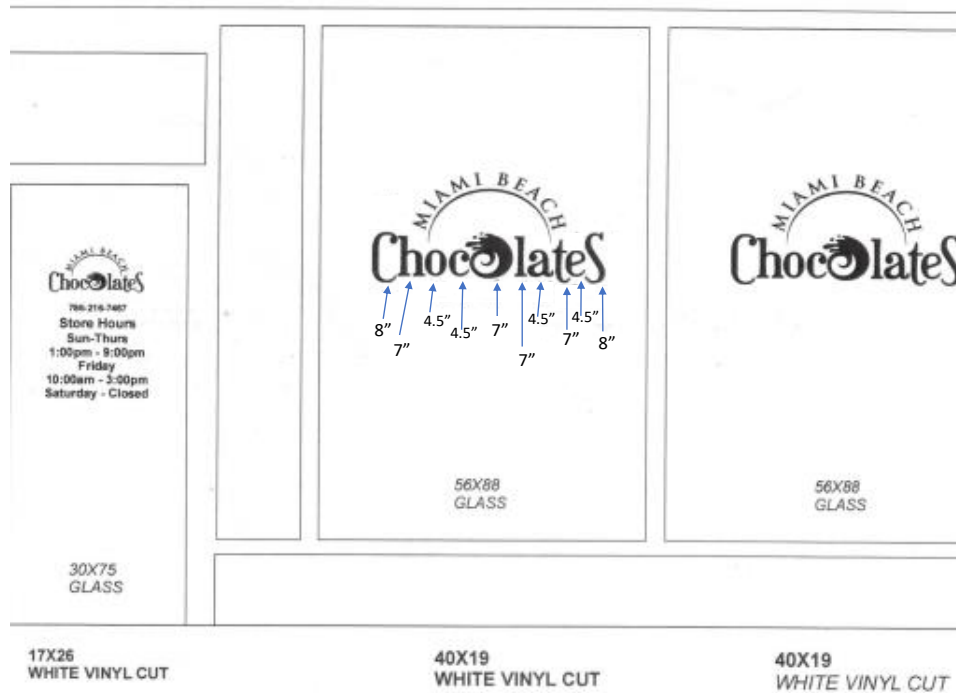 MIAMI BEACH
Chocolates
786-216-7467
Store Hours
Sun-Thurs
1:00pm - 9:00pm
Friday
10:00am - 3:00pm
Saturday - Closed
30X75
GLASS
17X26
WHITE VINYL CUT
MIAMI BEACH
Chocolates
8” 7” 4.5” 4.5” 7” 7” 4.5” 7” 4.5” 8”
56X88
GLASS
40X19
WHITE VINYL CUT
MIAMI BEACH
Chocolates
56X88
GLASS
40X19
WHITE VINYL CUT